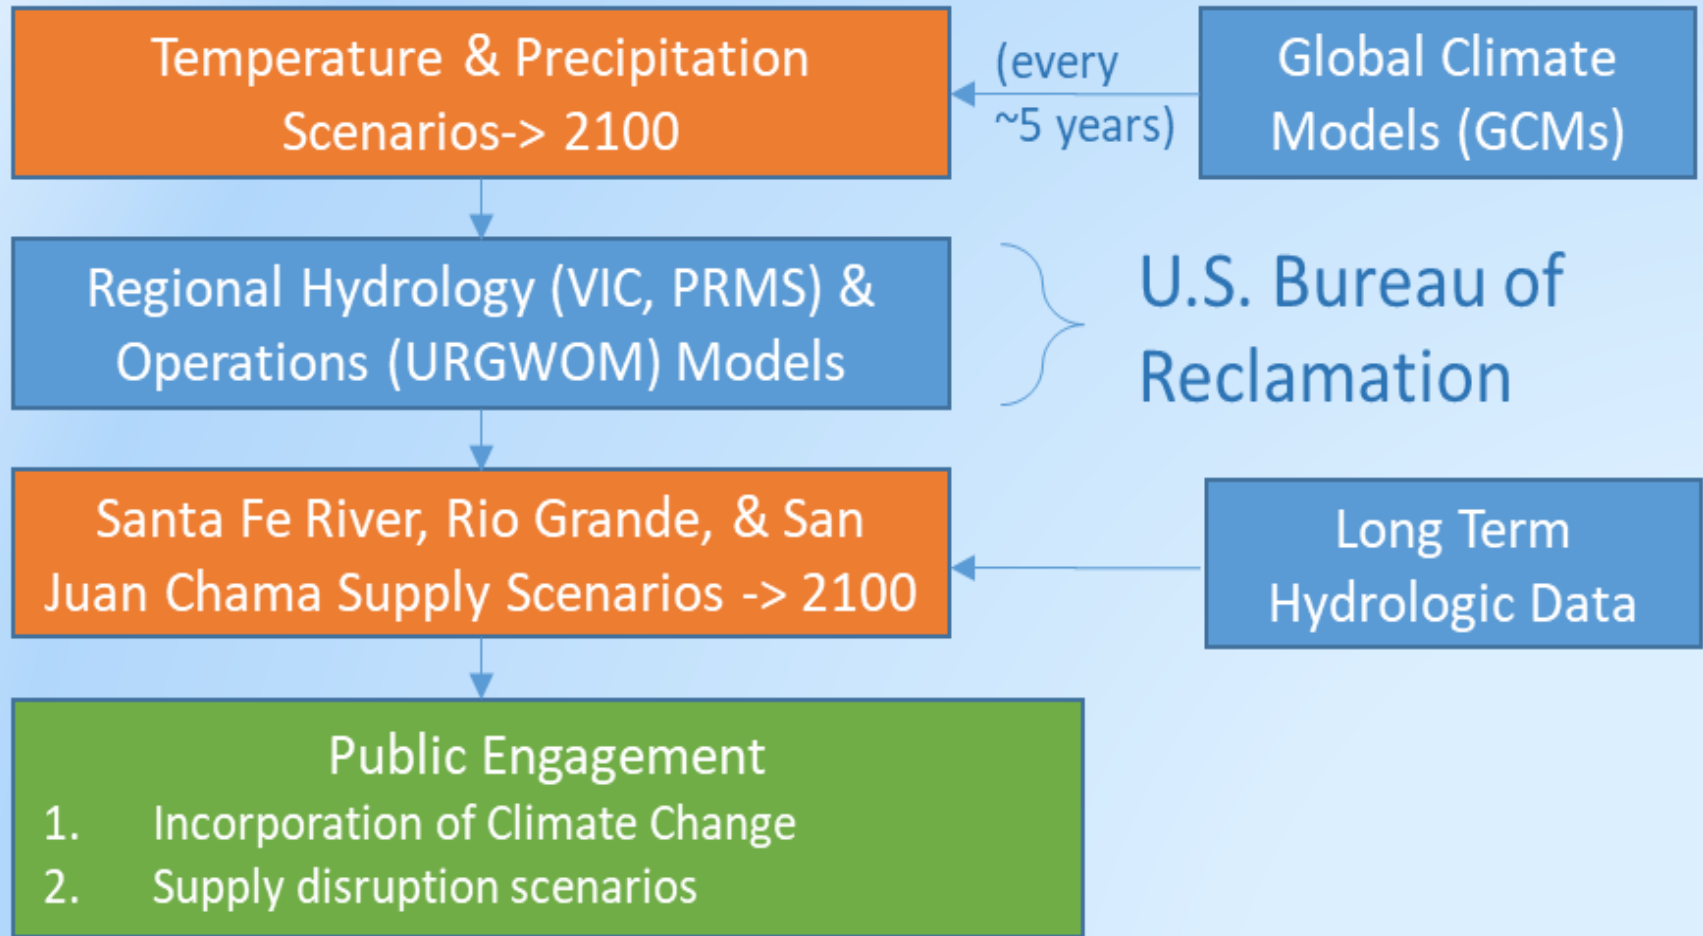 Temperature & Precipitation
Scenarios-> 2100
(every
~5 years)
Global Climate
Models (GCMs)
Regional Hydrology (VIC, PRMS) &
Operations (URGWOM) Models
U.S. Bureau of
Reclamation
Santa Fe River, Rio Grande, & San
Juan Chama Supply Scenarios -> 2100
Long Term
Hydrologic Data
Public Engagement
1. Incorporation of Climate Change
2. Supply disruption scenarios